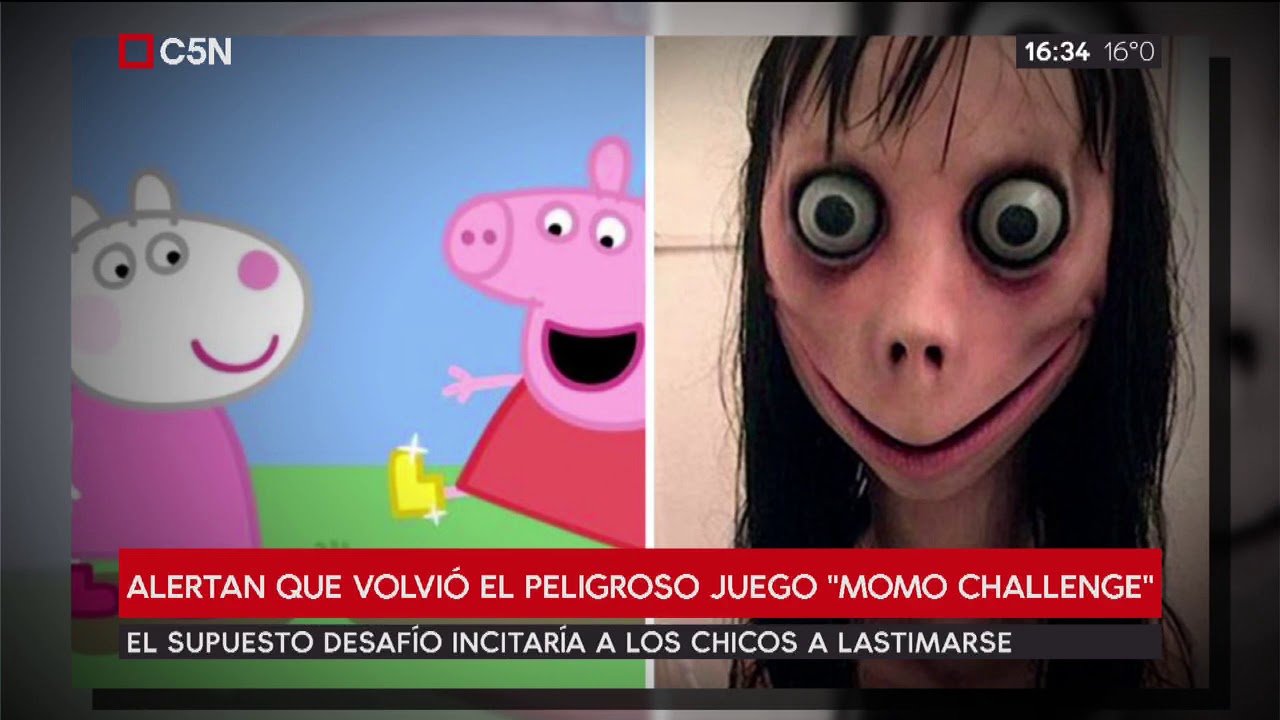 C5N
16:34 16°0
ALERTAN QUE VOLVIÓ EL PELIGROSO JUEGO "MOMO CHALLENGE"
EL SUPUESTO DESAFÍO INCITARÍA A LOS CHICOS A LASTIMARSE